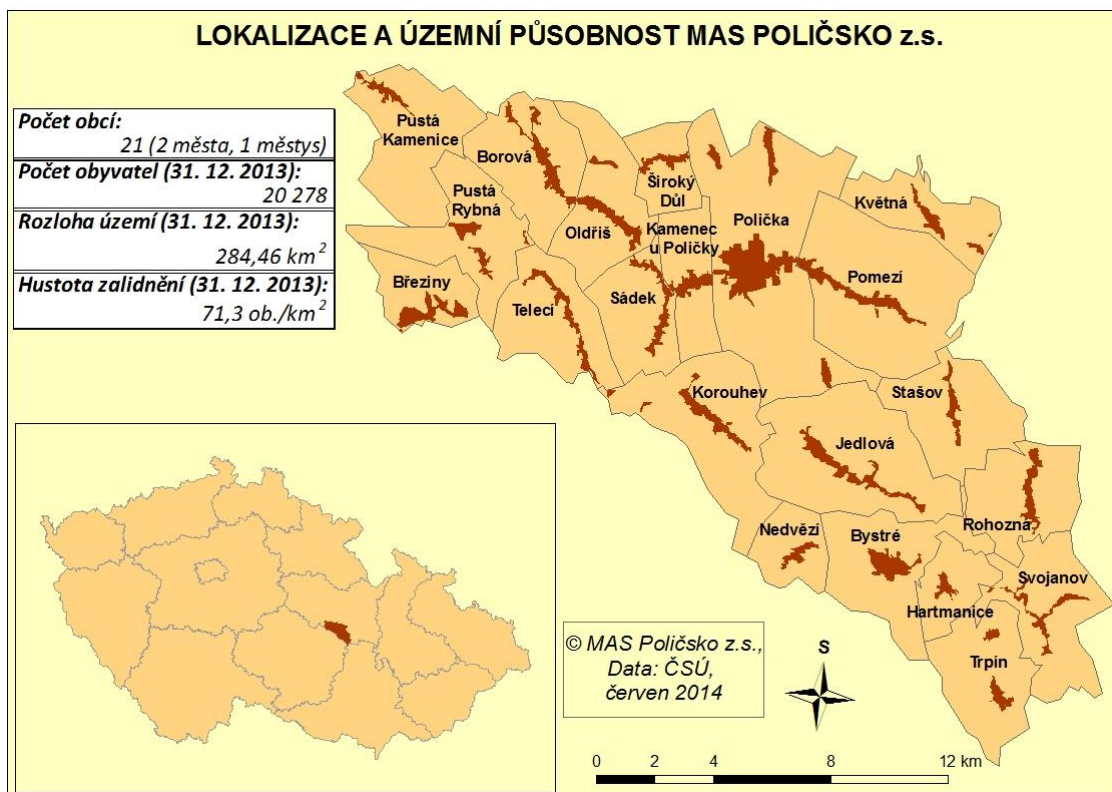 LOKALIZACE A ÚZEMNÍ PŮSOBNOST MAS POLIČSKO z.s.
Počet obcí:
21 (2 města, 1 městys)
Počet obyvatel (31. 12. 2013):
20 278
Rozloha území (31. 12. 2013):
284,46 km²
Hustota zalidnění (31. 12. 2013):
71,3 ob./km²
Pustá
Kamenice
Borová
Pustá
Rybná
Široký
Důl
Květná
Oldřiš
Kamenec
u Poličky
Polička
Březiny
Telecí
Sádek
Pomezí
Korouhev
Stašov
Jedlová
Nedvězí
Bystré
Rohozná
Svojanov
Hartmanice
Trpín
© MAS Poličsko z.s.,
Data: ČSÚ,
červen 2014
S
0 2 4 8 12 km